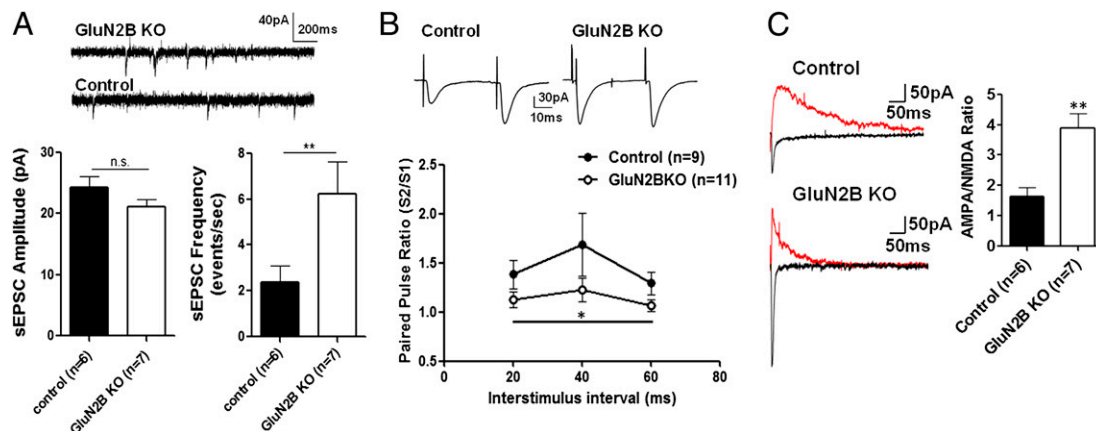 A
GluN2B KO
40pA
200ms
Control
sEPSC Amplitude (pA)
30
20
10
0
n.s.
control (n=6)
GluN2B KO (n=7)
sEPSC Frequency
(events/sec)
8
6
4
2
0
**
control (n=6)
GluN2B KO (n=7)
B
Control
GluN2B KO
30pA
10ms
Control (n=9)
GluN2BKO (n=11)
Paired Pulse Ratio (S2/S1)
2.5
2.0
1.5
1.0
0.5
*
0
20
40
60
80
Interstimulus interval (ms)
C
Control
50pA
50ms
GluN2B KO
50pA
50ms
AMPA/NMDA Ratio
5
4
3
2
1
0
**
Control (n=6)
GluN2B KO (n=7)